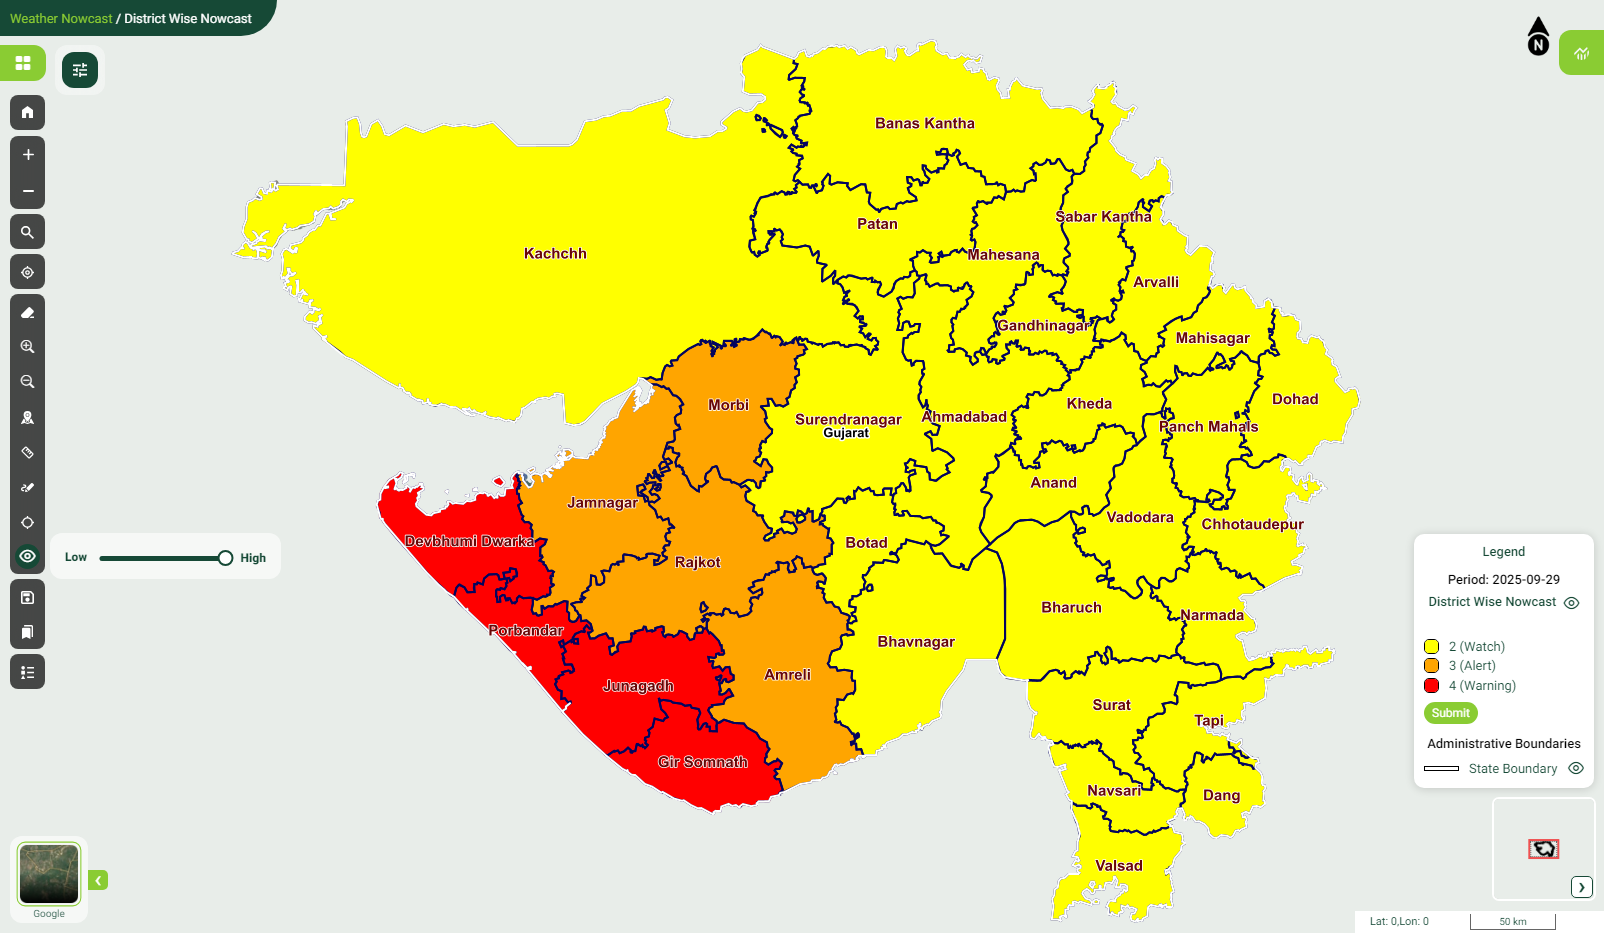 Weather Nowcast / District Wise Nowcast
N
Banas Kantha
Patan
Sabar Kantha
Kachchh
Mahesana
Arvalli
Gandhinagar
Mahisagar
Morbi
Surendranagar
Gujarat
Ahmadabad
Kheda
Dohad
Panch Mahals
Anand
Jamnagar
Vadodara
Chhotaudepur
Devbhumi Dwarka
Botad
Rajkot
Low
High
Bharuch
Narmada
Porbandar
Bhavnagar
Amreli
Junagadh
Surat
Tapi
Gir Somnath
Navsari
Dang
Valsad
Legend
Period: 2025-09-29
District Wise Nowcast
2 (Watch)
3 (Alert)
4 (Warning)
Submit
Administrative Boundaries
State Boundary
Google
Lat: 0,Lon: 0
50 km